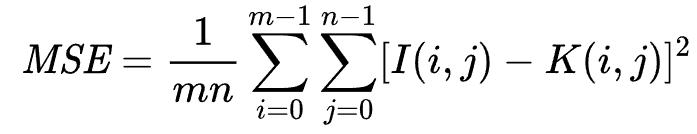 MSE = \frac{1}{mn} \sum_{i=0}^{m-1} \sum_{j=0}^{n-1} [I(i, j) − K(i, j)]^2